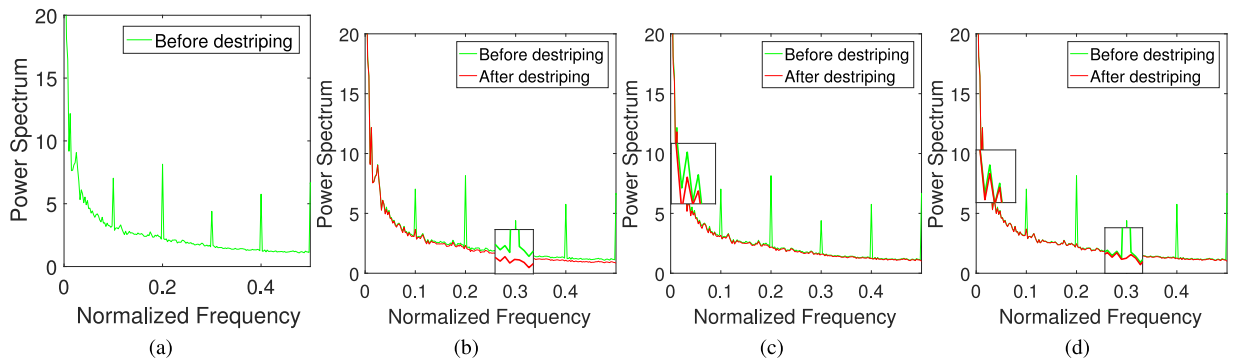 20
15
10
5
0
Power Spectrum
Before destriping
0
0.2
0.4
Normalized Frequency
(a)
20
15
10
5
0
Power Spectrum
Before destriping
After destriping
0
0.1
0.2
0.3
0.4
Normalized Frequency
(b)
20
15
10
5
0
Power Spectrum
Before destriping
After destriping
0
0.1
0.2
0.3
0.4
Normalized Frequency
(c)
20
15
10
5
0
Power Spectrum
Before destriping
After destriping
0
0.1
0.2
0.3
0.4
Normalized Frequency
(d)